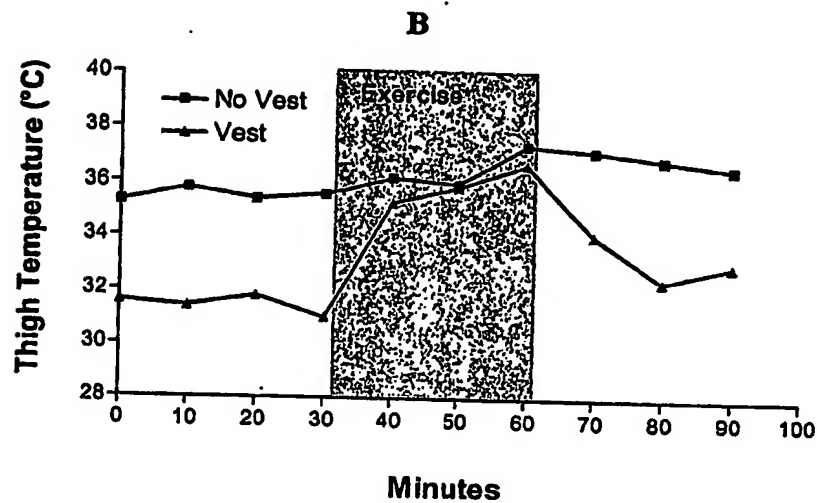 B
Thigh Temperature (°C)
40
38
36
34
32
30
28
No Vest
Vest
Exercise
0 10 20 30 40 50 60 70 80 90 100
Minutes